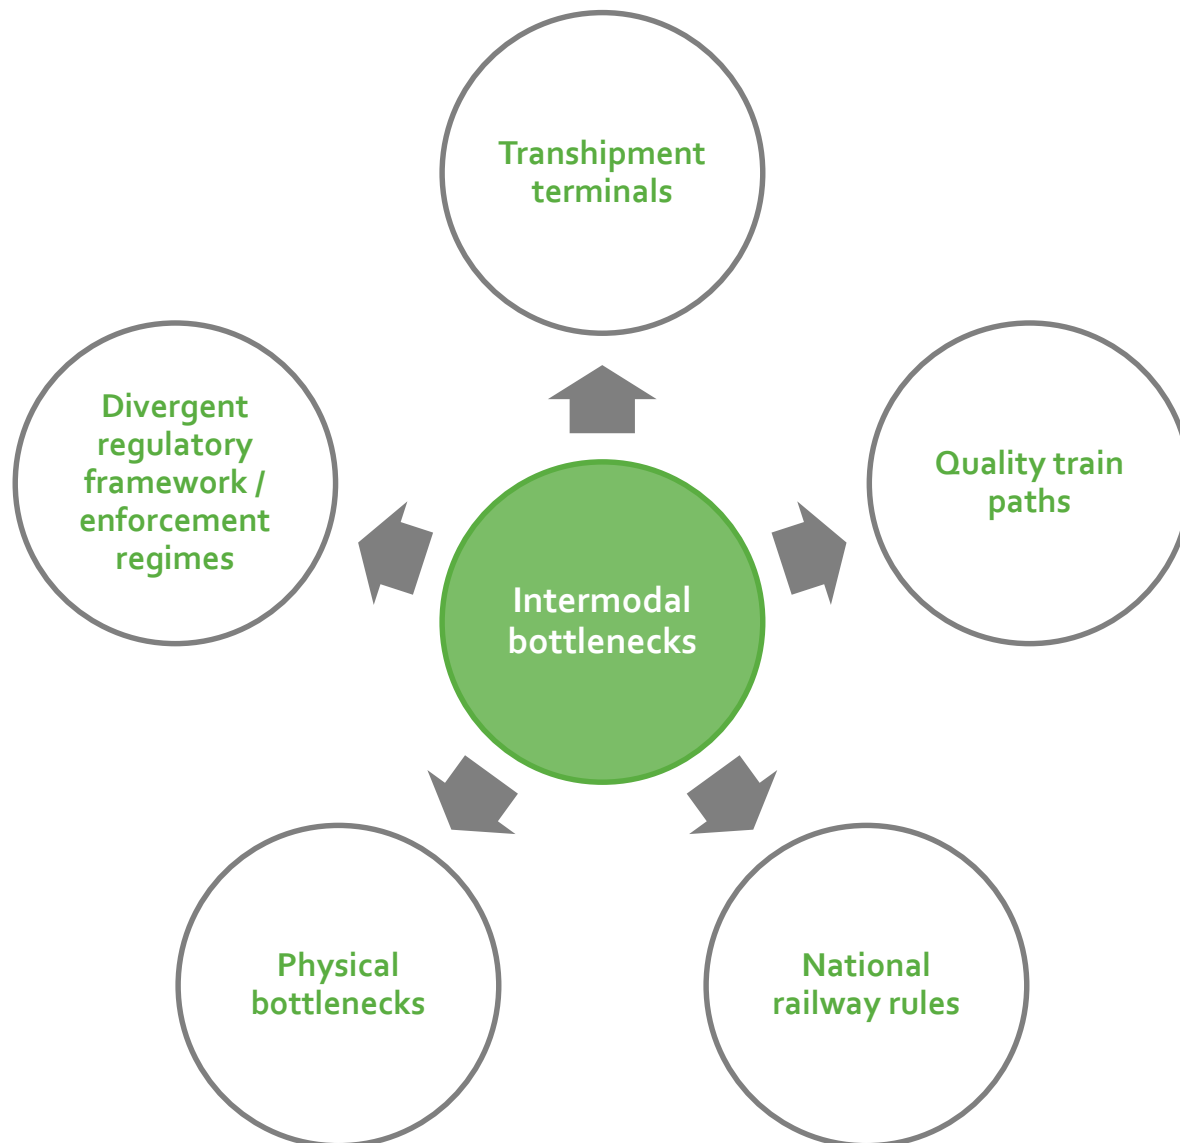 Transhipment
terminals
Divergent
regulatory
framework /
enforcement
regimes
Quality train
paths
Intermodal
bottlenecks
Physical
bottlenecks
National
railway rules